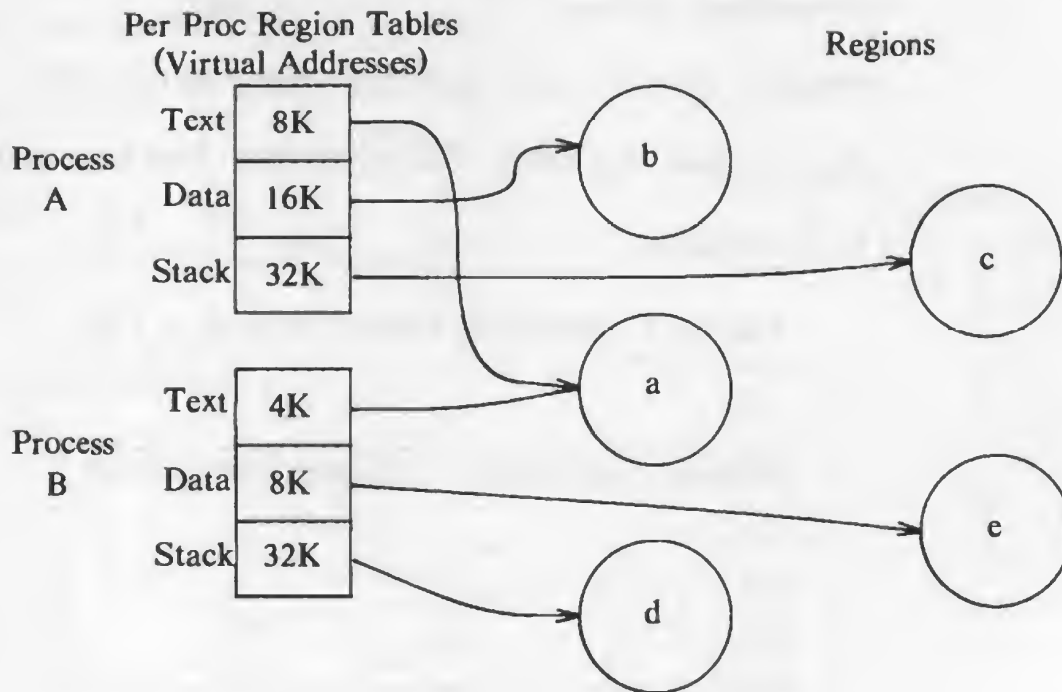 Per Proc Region Tables
(Virtual Addresses)
Regions
Process
A
Text 8K
Data 16K
Stack 32K
b
c
a
Process
B
Text 4K
Data 8K
Stack 32K
e
d